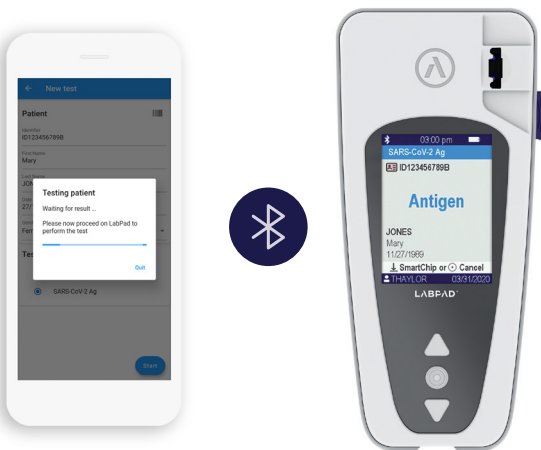 New test
Patient
Identifier
ID123456789B
First Name
Mary
Last Name
Testing patient
Waiting for result ...
Please now proceed on LabPad to
perform the test
Quit
SARS-CoV-2 Ag
Start
03:00 pm
SARS-CoV-2 Ag
ID123456789B
Antigen
JONES
Mary
11/27/1989
SmartChip or Cancel
THAYLOR 03/31/2020
LABPAD